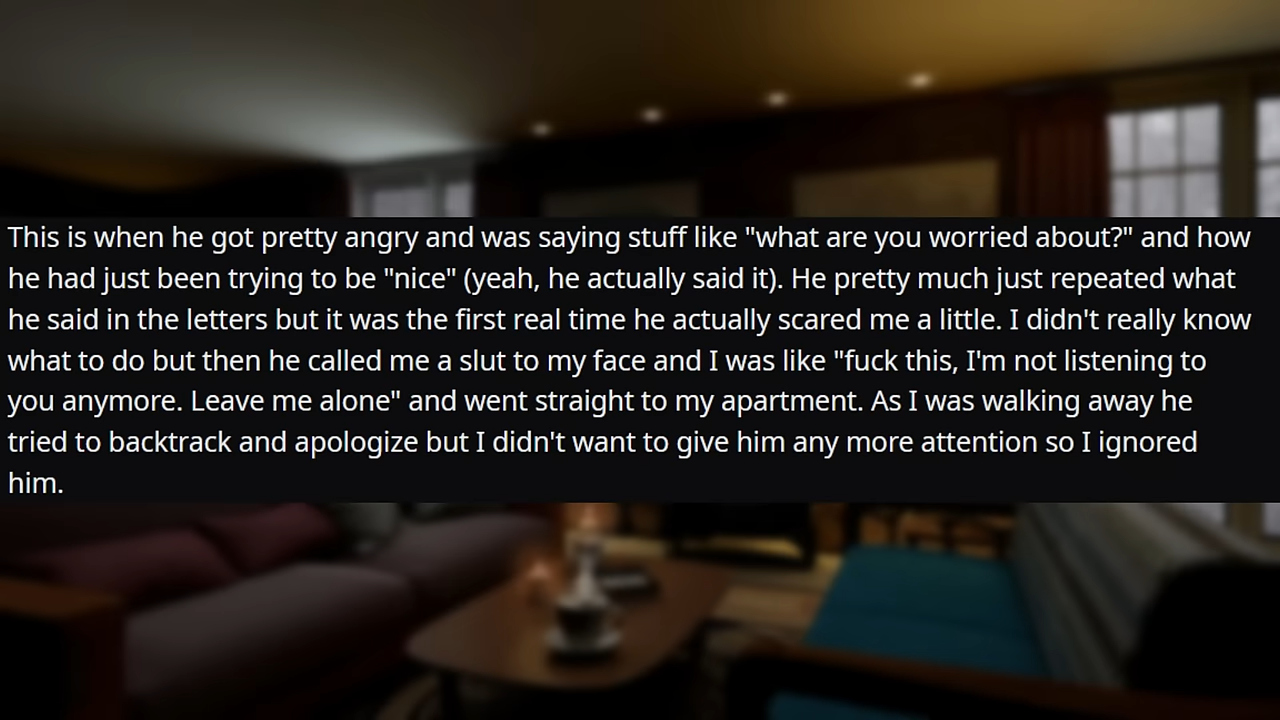 This is when he got pretty angry and was saying stuff like "what are you worried about?" and how
he had just been trying to be "nice" (yeah, he actually said it). He pretty much just repeated what
he said in the letters but it was the first real time he actually scared me a little. I didn't really know
what to do but then he called me a slut to my face and I was like "fuck this, I'm not listening to
you anymore. Leave me alone" and went straight to my apartment. As I was walking away he
tried to backtrack and apologize but I didn't want to give him any more attention so I ignored
him.